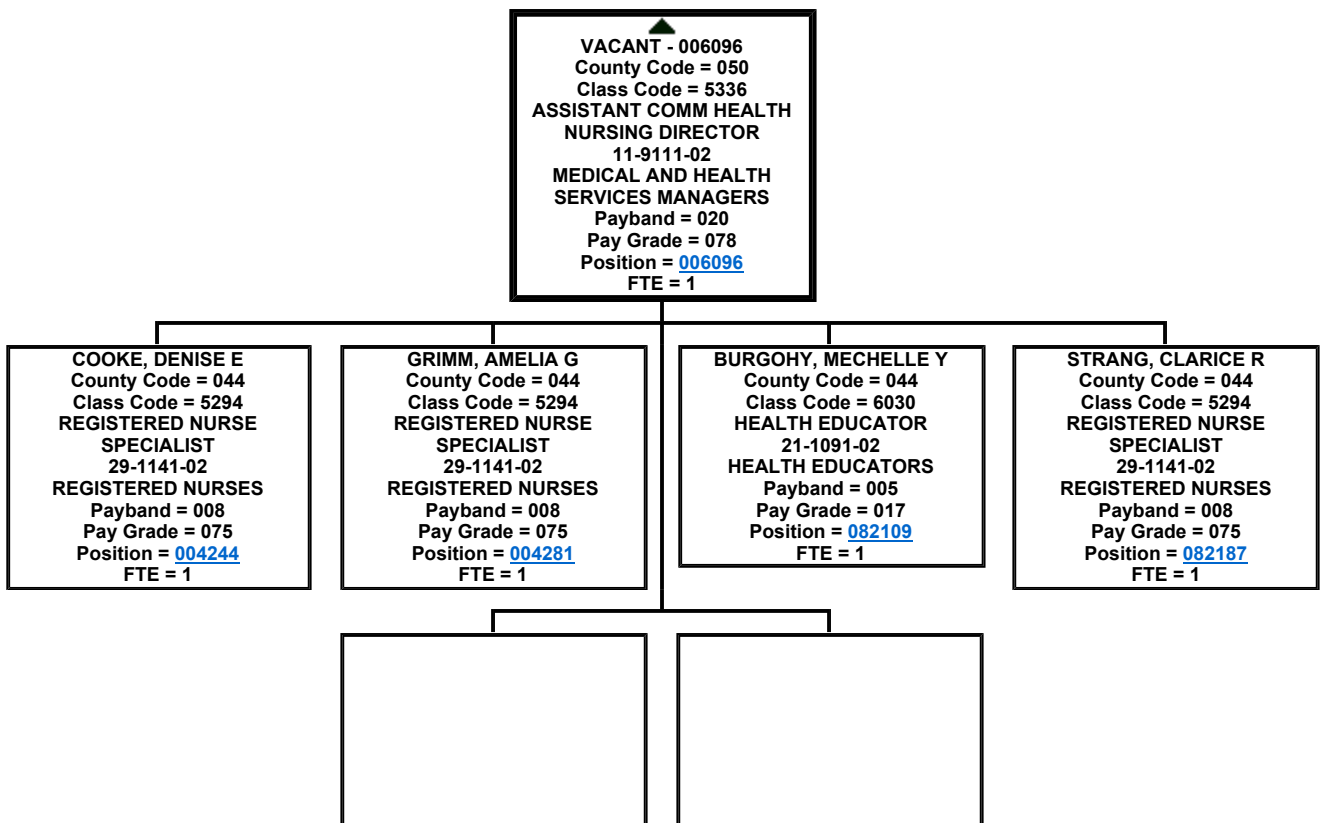 VACANT - 006096
County Code = 050
Class Code = 5336
ASSISTANT COMM HEALTH
NURSING DIRECTOR
11-9111-02
MEDICAL AND HEALTH
SERVICES MANAGERS
Payband = 020
Pay Grade = 078
Position = 006096
FTE = 1
COOKE, DENISE E
County Code = 044
Class Code = 5294
REGISTERED NURSE
SPECIALIST
29-1141-02
REGISTERED NURSES
Payband = 008
Pay Grade = 075
Position = 004244
FTE = 1
GRIMM, AMELIA G
County Code = 044
Class Code = 5294
REGISTERED NURSE
SPECIALIST
29-1141-02
REGISTERED NURSES
Payband = 008
Pay Grade = 075
Position = 004281
FTE = 1
BURGOHY, MECHELLE Y
County Code = 044
Class Code = 6030
HEALTH EDUCATOR
21-1091-02
HEALTH EDUCATORS
Payband = 005
Pay Grade = 017
Position = 082109
FTE = 1
STRANG, CLARICE R
County Code = 044
Class Code = 5294
REGISTERED NURSE
SPECIALIST
29-1141-02
REGISTERED NURSES
Payband = 008
Pay Grade = 075
Position = 082187
FTE = 1